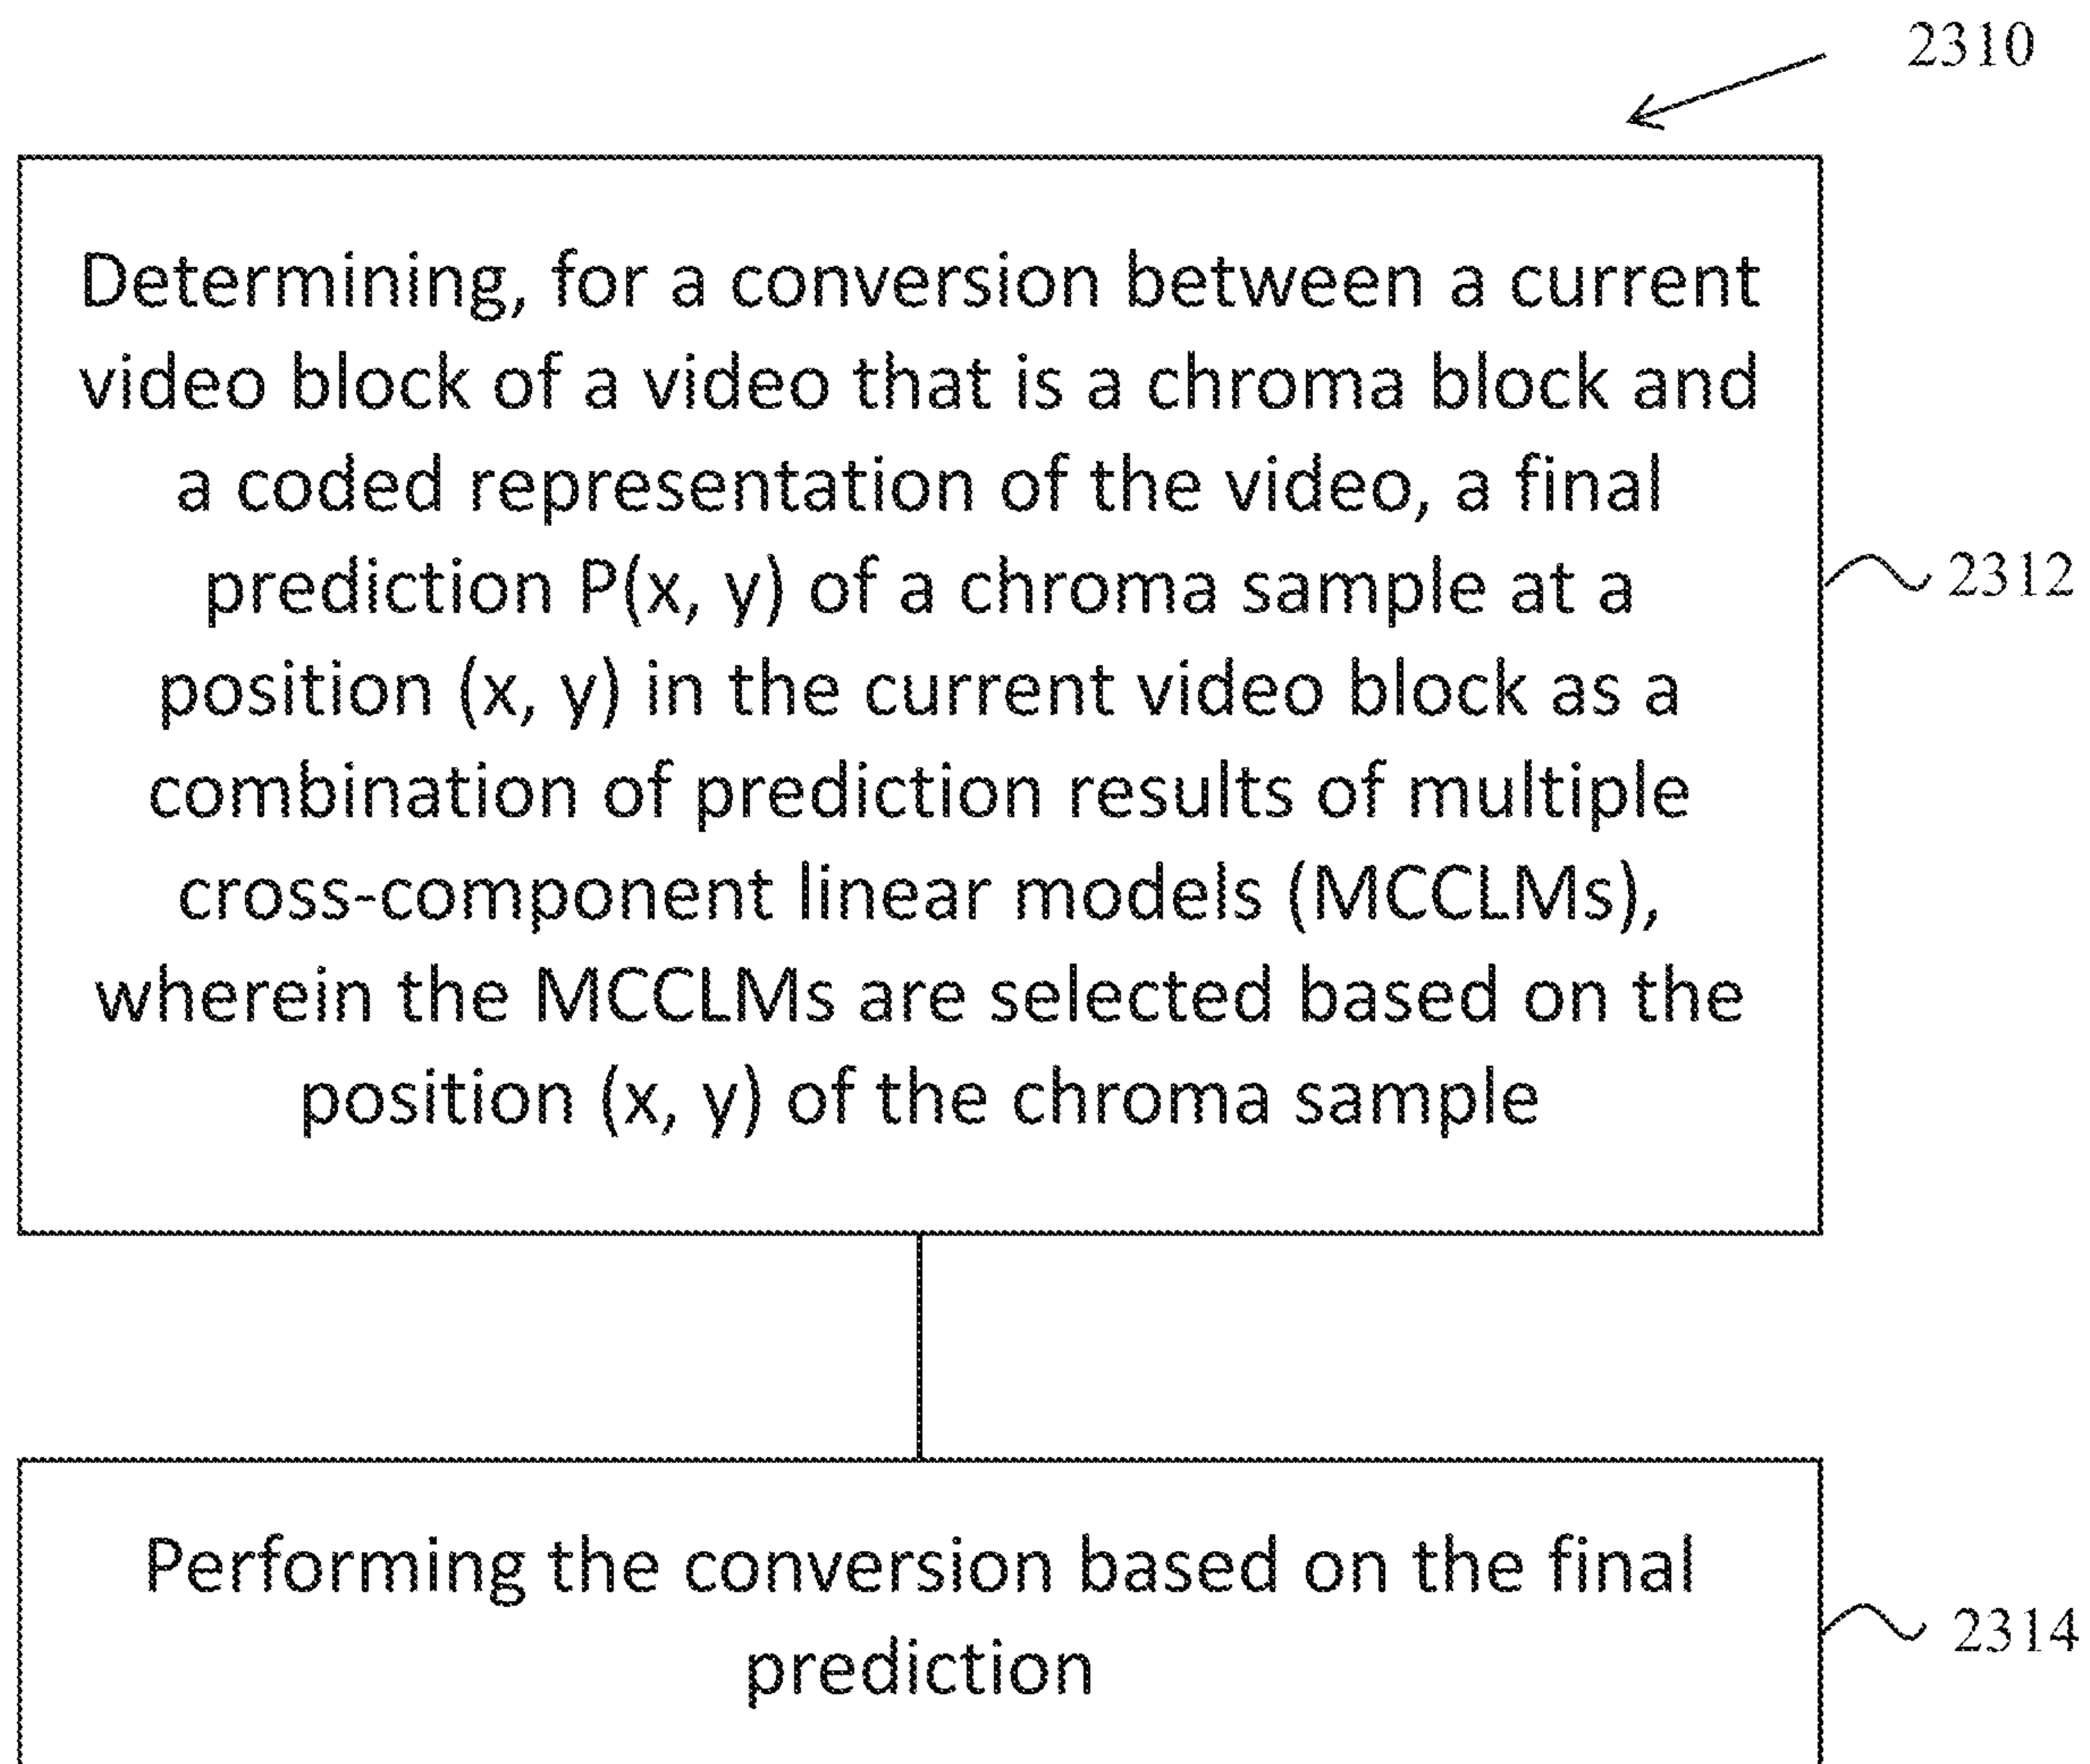 2310
Determining, for a conversion between a current
video block of a video that is a chroma block and
a coded representation of the video, a final
prediction P(x, y) of a chroma sample at a
position (x, y) in the current video block as a
combination of prediction results of multiple
cross-component linear models (MCCLMs),
wherein the MCCLMs are selected based on the
position (x, y) of the chroma sample
2312
Performing the conversion based on the final
prediction
2314